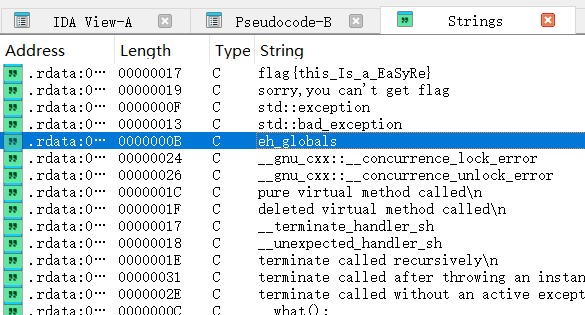 IDA View-A Pseudocode-B Strings
Address Length Type String
.rdata:0… 00000017 C flag{this_Is_a_EaSyRe}
.rdata:0… 00000019 C sorry,you can't get flag
.rdata:0… 0000000F C std::exception
.rdata:0… 00000013 C std::bad_exception
.rdata:0… 0000000B C eh_globals
.rdata:0… 00000024 C __gnu_cxx::__concurrence_lock_error
.rdata:0… 00000026 C __gnu_cxx::__concurrence_unlock_error
.rdata:0… 0000001C C pure virtual method called\n
.rdata:0… 0000001F C deleted virtual method called\n
.rdata:0… 00000017 C __terminate_handler_sh
.rdata:0… 00000018 C __unexpected_handler_sh
.rdata:0… 0000001E C terminate called recursively\n
.rdata:0… 00000031 C terminate called after throwing an instan
.rdata:0… 0000002E C terminate called without an active except
.rdata:0… 0000000C C what():